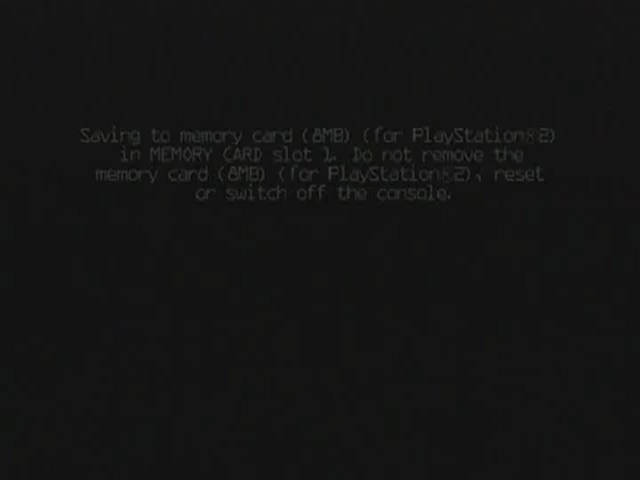 Saving to memory card (8MB) (for PlayStation®2)
in MEMORY CARD slot 1. Do not remove the
memory card (8MB) (for PlayStation®2), reset
or switch off the console.